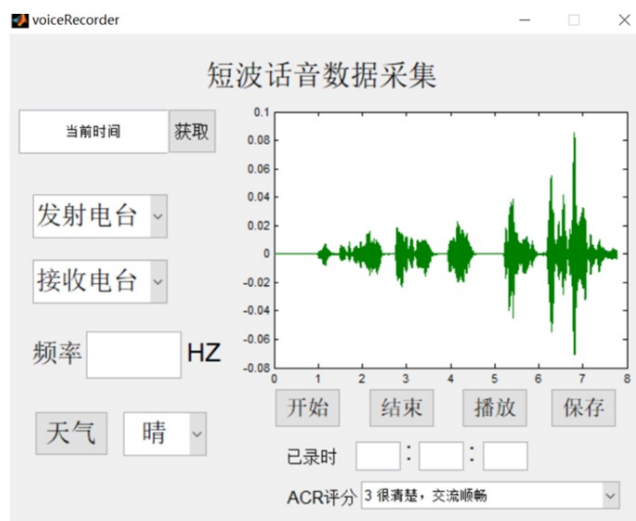 voiceRecorder
短波话音数据采集
当前时间 获取
发射电台
接收电台
频率 HZ
天气 晴
0.1
0.08
0.06
0.04
0.02
0
-0.02
-0.04
-0.06
-0.08
0 1 2 3 4 5 6 7 8
开始 结束 播放 保存
已录时 : :
ACR评分 3 很清楚，交流顺畅